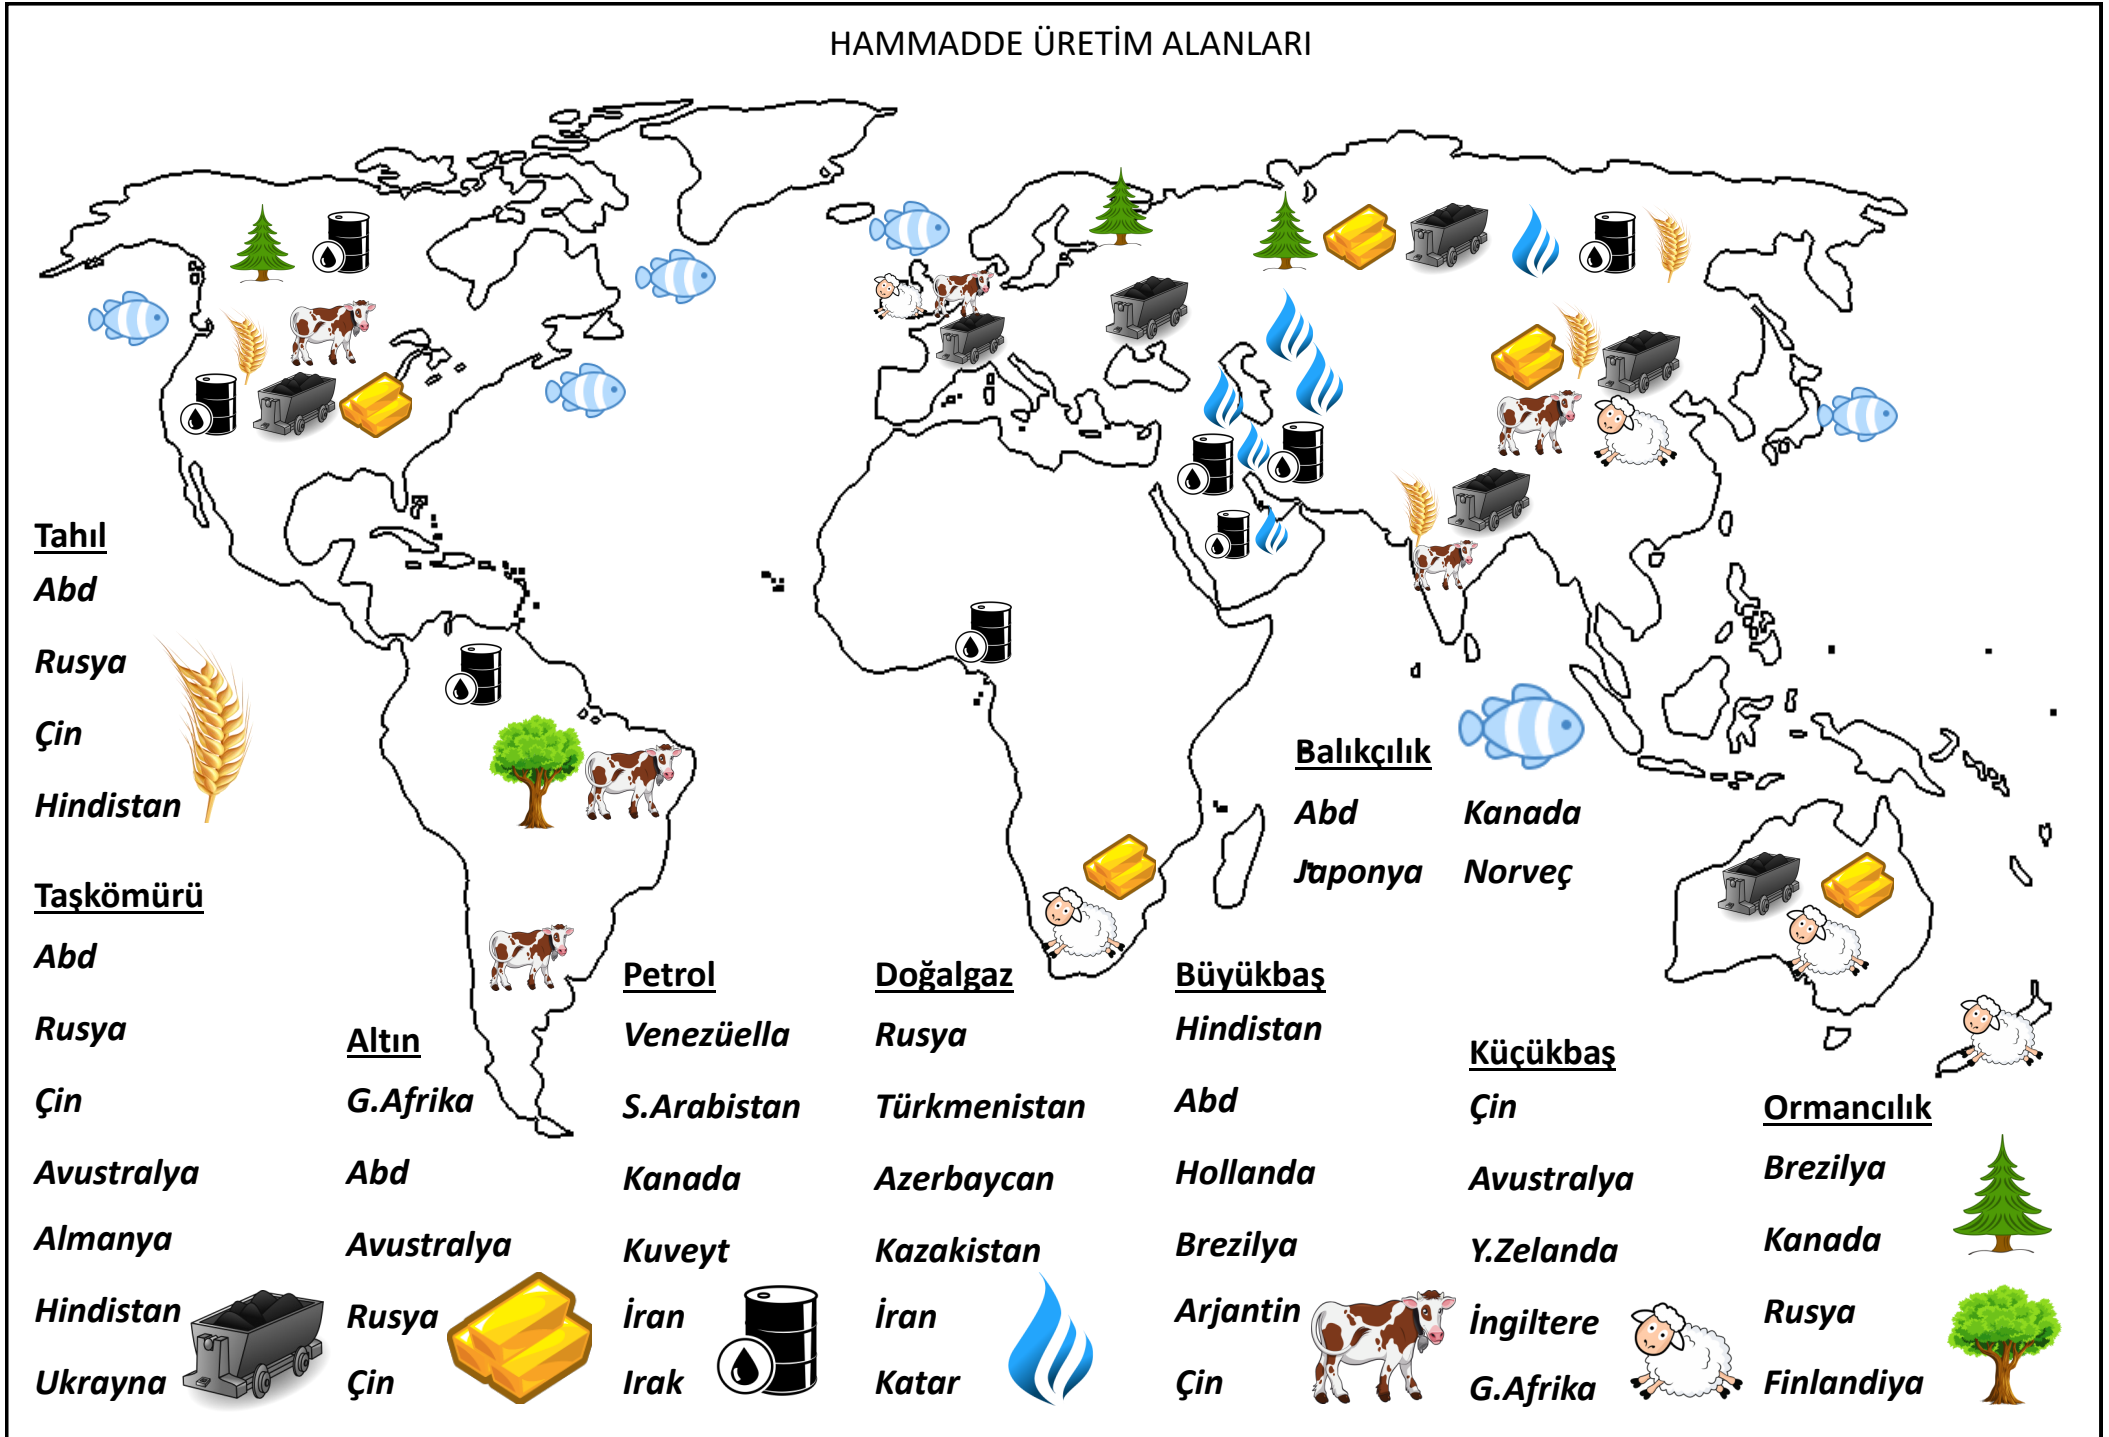 HAMMADDE ÜRETİM ALANLARI
Tahıl
Abd
Rusya
Çin
Hindistan
Taşkömürü
Abd
Rusya
Çin
Avustralya
Almanya
Hindistan
Ukrayna
Altın
G.Afrika
Abd
Avustralya
Rusya
Çin
Petrol
Venezüella
S.Arabistan
Kanada
Kuveyt
İran
Irak
Doğalgaz
Rusya
Türkmenistan
Azerbaycan
Kazakistan
İran
Katar
Balıkçılık
Abd Kanada
Japonya Norveç
Büyükbaş
Hindistan
Abd
Hollanda
Brezilya
Arjantin
Çin
Küçükbaş
Çin
Avustralya
Y.Zelanda
İngiltere
G.Afrika
Ormancılık
Brezilya
Kanada
Rusya
Finlandiya